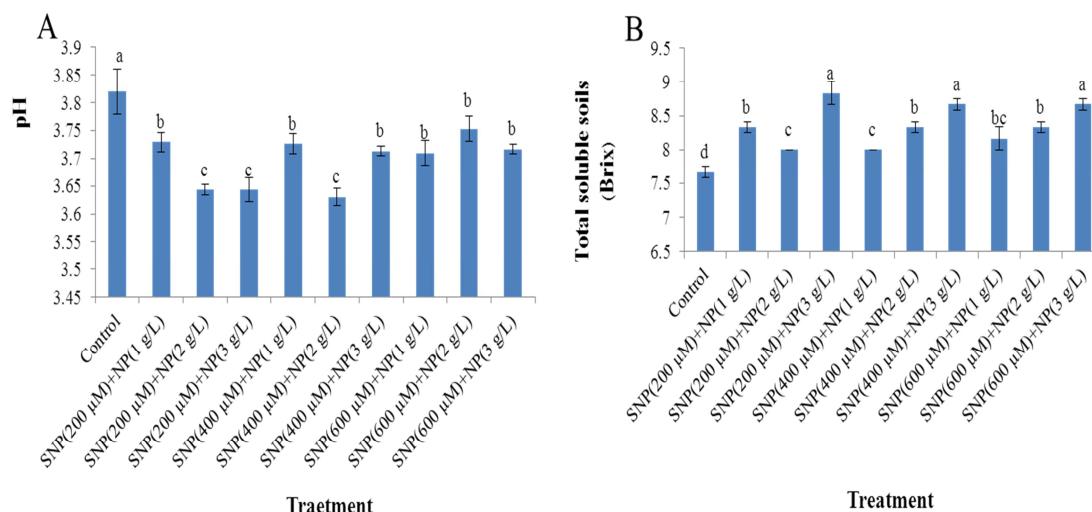 A
pH
3.9
3.85
3.8
3.75
3.7
3.65
3.6
3.55
3.5
3.45
a
b
c
c
b
c
b
b
b
b
Control
SNP(200 µM)+NP(1 g/L)
SNP(200 µM)+NP(2 g/L)
SNP(200 µM)+NP(3 g/L)
SNP(400 µM)+NP(1 g/L)
SNP(400 µM)+NP(2 g/L)
SNP(400 µM)+NP(3 g/L)
SNP(600 µM)+NP(1 g/L)
SNP(600 µM)+NP(2 g/L)
SNP(600 µM)+NP(3 g/L)
Traetment
B
Total soluble soils
(Brix)
9.5
9
8.5
8
7.5
7
6.5
d
b
c
a
c
b
a
bc
b
a
Control
SNP(200 µM)+NP(1 g/L)
SNP(200 µM)+NP(2 g/L)
SNP(200 µM)+NP(3 g/L)
SNP(400 µM)+NP(1 g/L)
SNP(400 µM)+NP(2 g/L)
SNP(400 µM)+NP(3 g/L)
SNP(600 µM)+NP(1 g/L)
SNP(600 µM)+NP(2 g/L)
SNP(600 µM)+NP(3 g/L)
Treatment